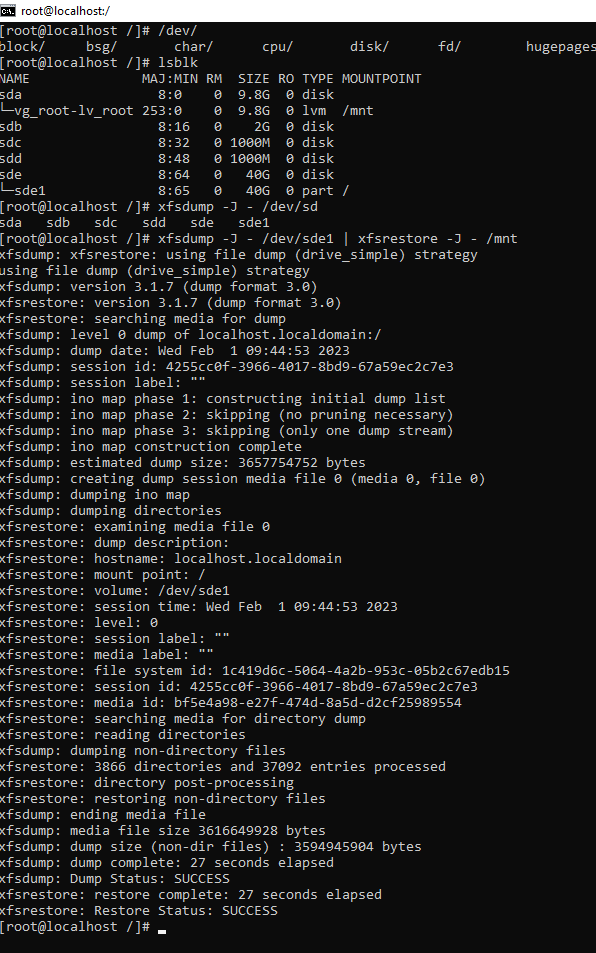 root@localhost:/
[root@localhost /]# /dev/
block/ bsg/ char/ cpu/ disk/ fd/ hugepages
[root@localhost /]# lsblk
NAME MAJ:MIN RM SIZE RO TYPE MOUNTPOINT
sda 8:0 0 9.8G 0 disk
└─vg_root-lv_root 253:0 0 9.8G 0 lvm /mnt
sdb 8:16 0 2G 0 disk
sdc 8:32 0 1000M 0 disk
sdd 8:48 0 1000M 0 disk
sde 8:64 0 40G 0 disk
└─sde1 8:65 0 40G 0 part /
[root@localhost /]# xfsdump -J - /dev/sd
sda sdb sdc sdd sde sde1
[root@localhost /]# xfsdump -J - /dev/sde1 | xfsrestore -J - /mnt
xfsdump: xfsrestore: using file dump (drive_simple) strategy
using file dump (drive_simple) strategy
xfsdump: version 3.1.7 (dump format 3.0)
xfsrestore: version 3.1.7 (dump format 3.0)
xfsrestore: searching media for dump
xfsdump: level 0 dump of localhost.localdomain:/
xfsdump: dump date: Wed Feb  1 09:44:53 2023
xfsdump: session id: 4255cc0f-3966-4017-8bd9-67a59ec2c7e3
xfsdump: session label: ""
xfsdump: ino map phase 1: constructing initial dump list
xfsdump: ino map phase 2: skipping (no pruning necessary)
xfsdump: ino map phase 3: skipping (only one dump stream)
xfsdump: ino map construction complete
xfsdump: estimated dump size: 3657754752 bytes
xfsdump: creating dump session media file 0 (media 0, file 0)
xfsdump: dumping ino map
xfsdump: dumping directories
xfsrestore: examining media file 0
xfsrestore: dump description:
xfsrestore: hostname: localhost.localdomain
xfsrestore: mount point: /
xfsrestore: volume: /dev/sde1
xfsrestore: session time: Wed Feb  1 09:44:53 2023
xfsrestore: level: 0
xfsrestore: session label: ""
xfsrestore: media label: ""
xfsrestore: file system id: 1c419d6c-5064-4a2b-953c-05b2c67edb15
xfsrestore: session id: 4255cc0f-3966-4017-8bd9-67a59ec2c7e3
xfsrestore: media id: bf5e4a98-e27f-474d-8a5d-d2cf25989554
xfsrestore: searching media for directory dump
xfsrestore: reading directories
xfsdump: dumping non-directory files
xfsrestore: 3866 directories and 37092 entries processed
xfsrestore: directory post-processing
xfsrestore: restoring non-directory files
xfsdump: ending media file
xfsdump: media file size 3616649928 bytes
xfsdump: dump size (non-dir files) : 3594945904 bytes
xfsdump: dump complete: 27 seconds elapsed
xfsdump: Dump Status: SUCCESS
xfsrestore: restore complete: 27 seconds elapsed
xfsrestore: Restore Status: SUCCESS
[root@localhost /]#